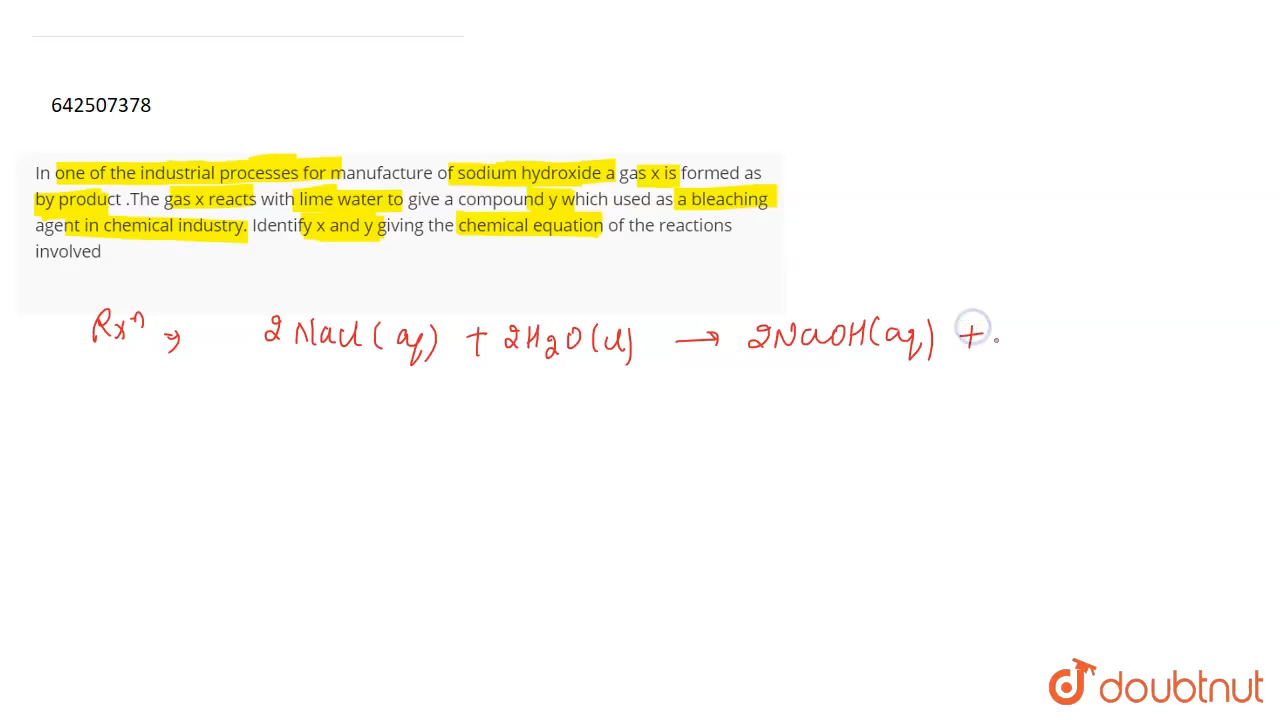 642507378
In one of the industrial processes for manufacture of sodium hydroxide a gas x is formed as
by product .The gas x reacts with lime water to give a compound y which used as a bleaching
agent in chemical industry. Identify x and y giving the chemical equation of the reactions
involved
Rxⁿ ⇒ 2NaCl(aq) + 2H₂O(l) → 2NaOH(aq) +
doubtnut